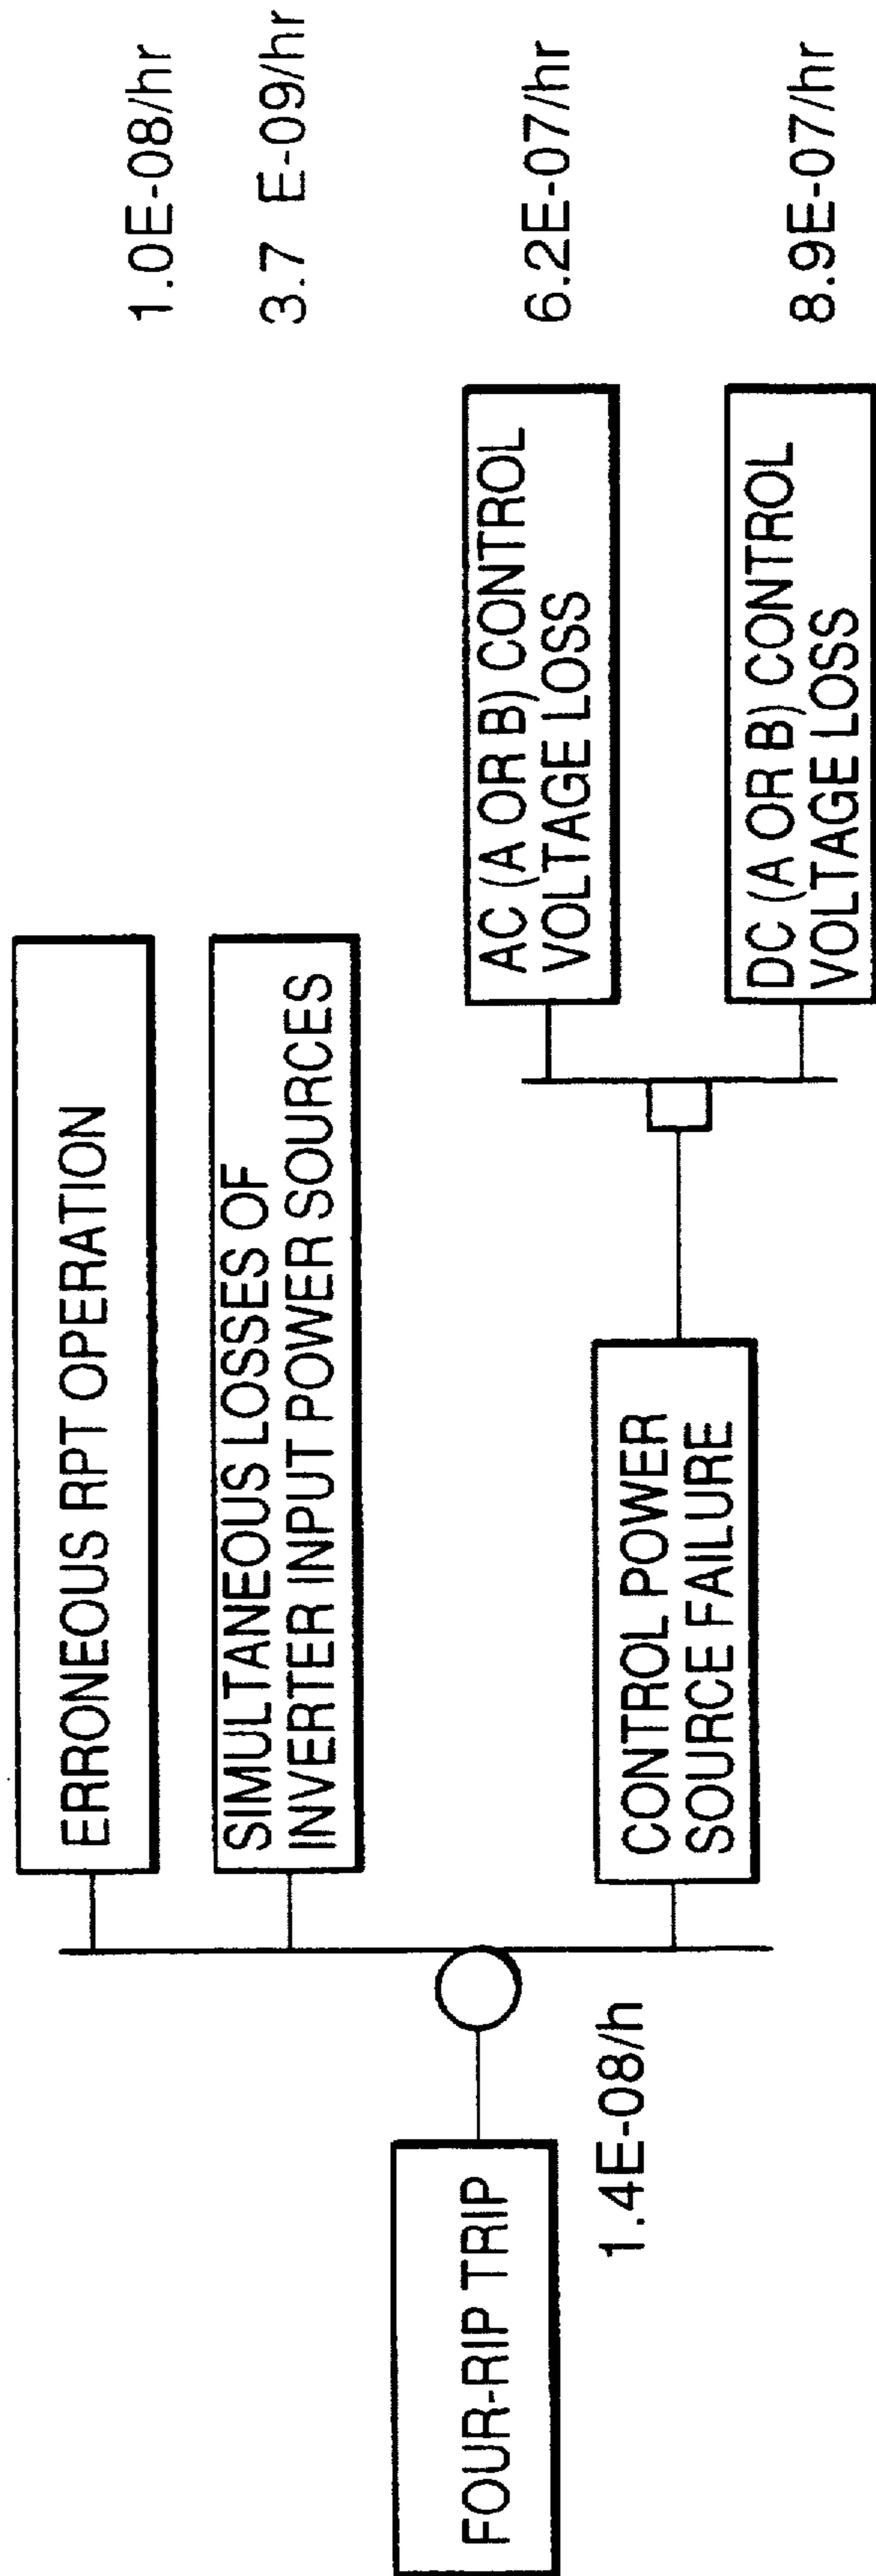 ERRONEOUS RPT OPERATION
1.0E-08/hr
SIMULTANEOUS LOSSES OF
INVERTER INPUT POWER SOURCES
3.7 E-09/hr
FOUR-RIP TRIP
1.4E-08/h
CONTROL POWER
SOURCE FAILURE
AC (A OR B) CONTROL
VOLTAGE LOSS
6.2E-07/hr
DC (A OR B) CONTROL
VOLTAGE LOSS
8.9E-07/hr